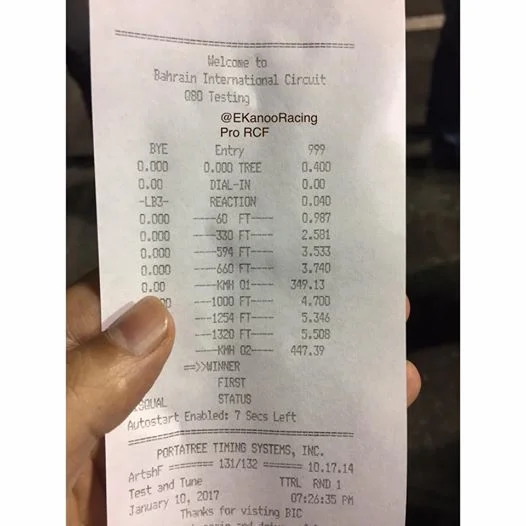 Welcome to
Bahrain International Circuit
Q80 Testing
@EKanooRacing
Pro RCF
BYE Entry 999
0.000 0.000 TREE 0.400
0.00 DIAL-IN 0.00
-LB3- REACTION 0.040
0.000 ----60 FT---- 0.987
0.000 ---330 FT---- 2.581
0.000 ---594 FT---- 3.533
0.000 ---660 FT---- 3.740
0.00 ----KMH 01---- 349.13
---1000 FT---- 4.700
---1254 FT---- 5.346
---1320 FT---- 5.508
----KMH 02---- 447.39
==>>WINNER
FIRST
STATUS
Autostart Enabled: 7 Secs Left
PORTATREE TIMING SYSTEMS, INC.
ArtshF ======== 131/132 ======== 10.17.14
Test and Tune TTRL RND 1
January 10, 2017 07:26:35 PM
Thanks for visting BIC